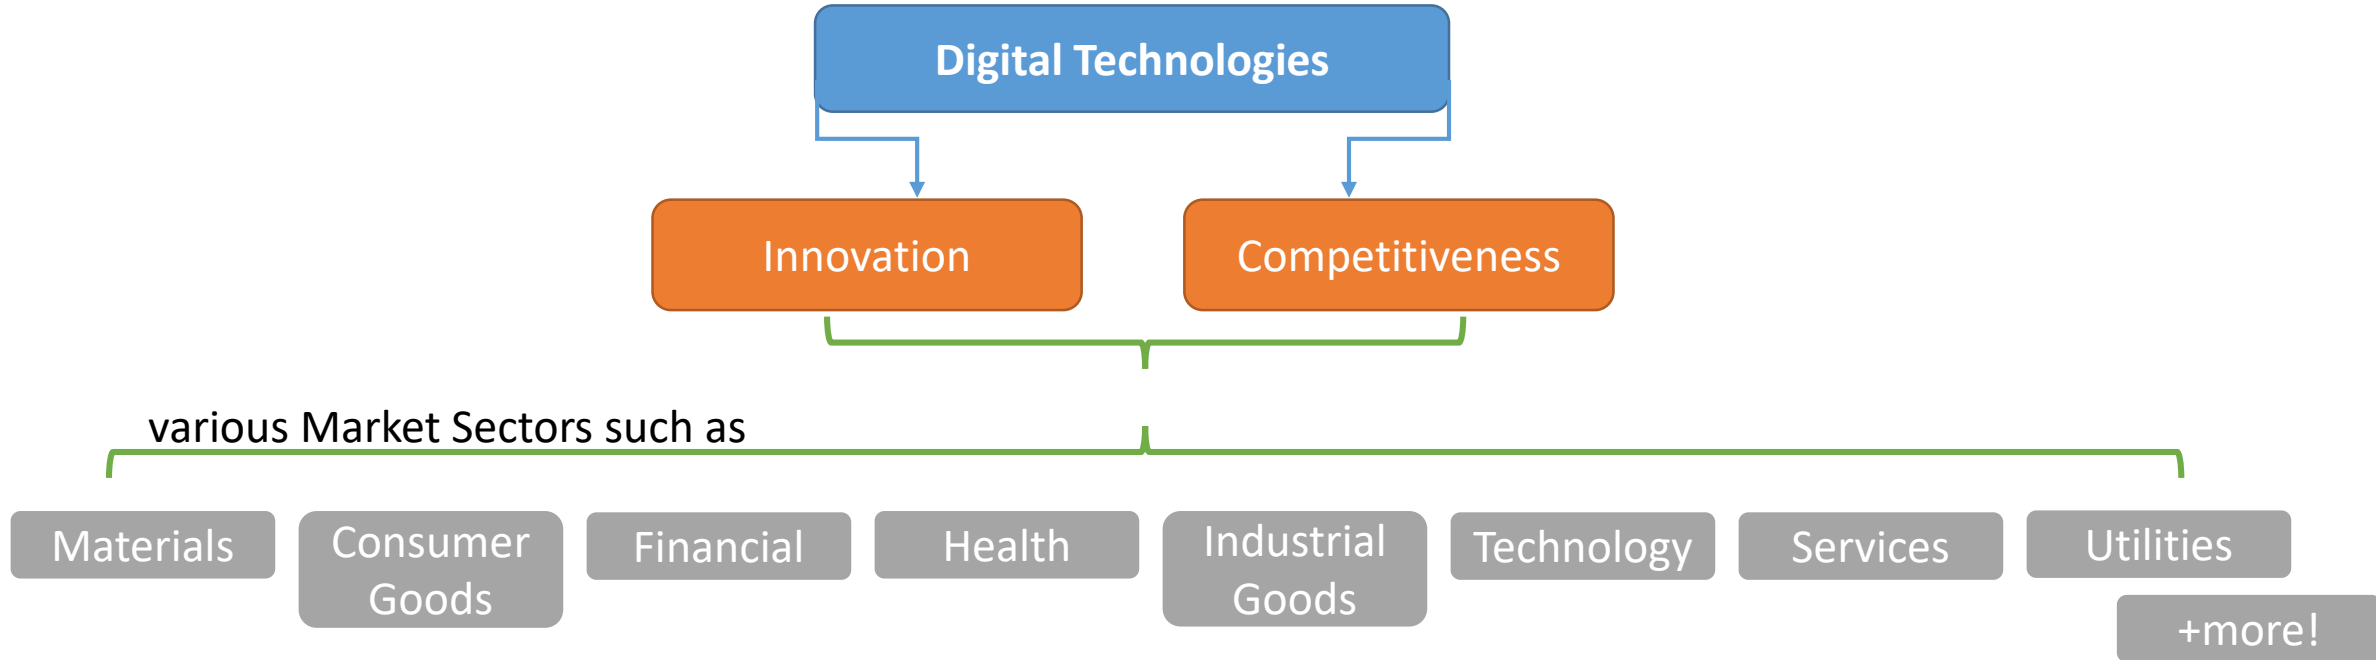 Digital Technologies
Innovation
Competitiveness
various Market Sectors such as
Materials
Consumer
Goods
Financial
Health
Industrial
Goods
Technology
Services
Utilities
+more!